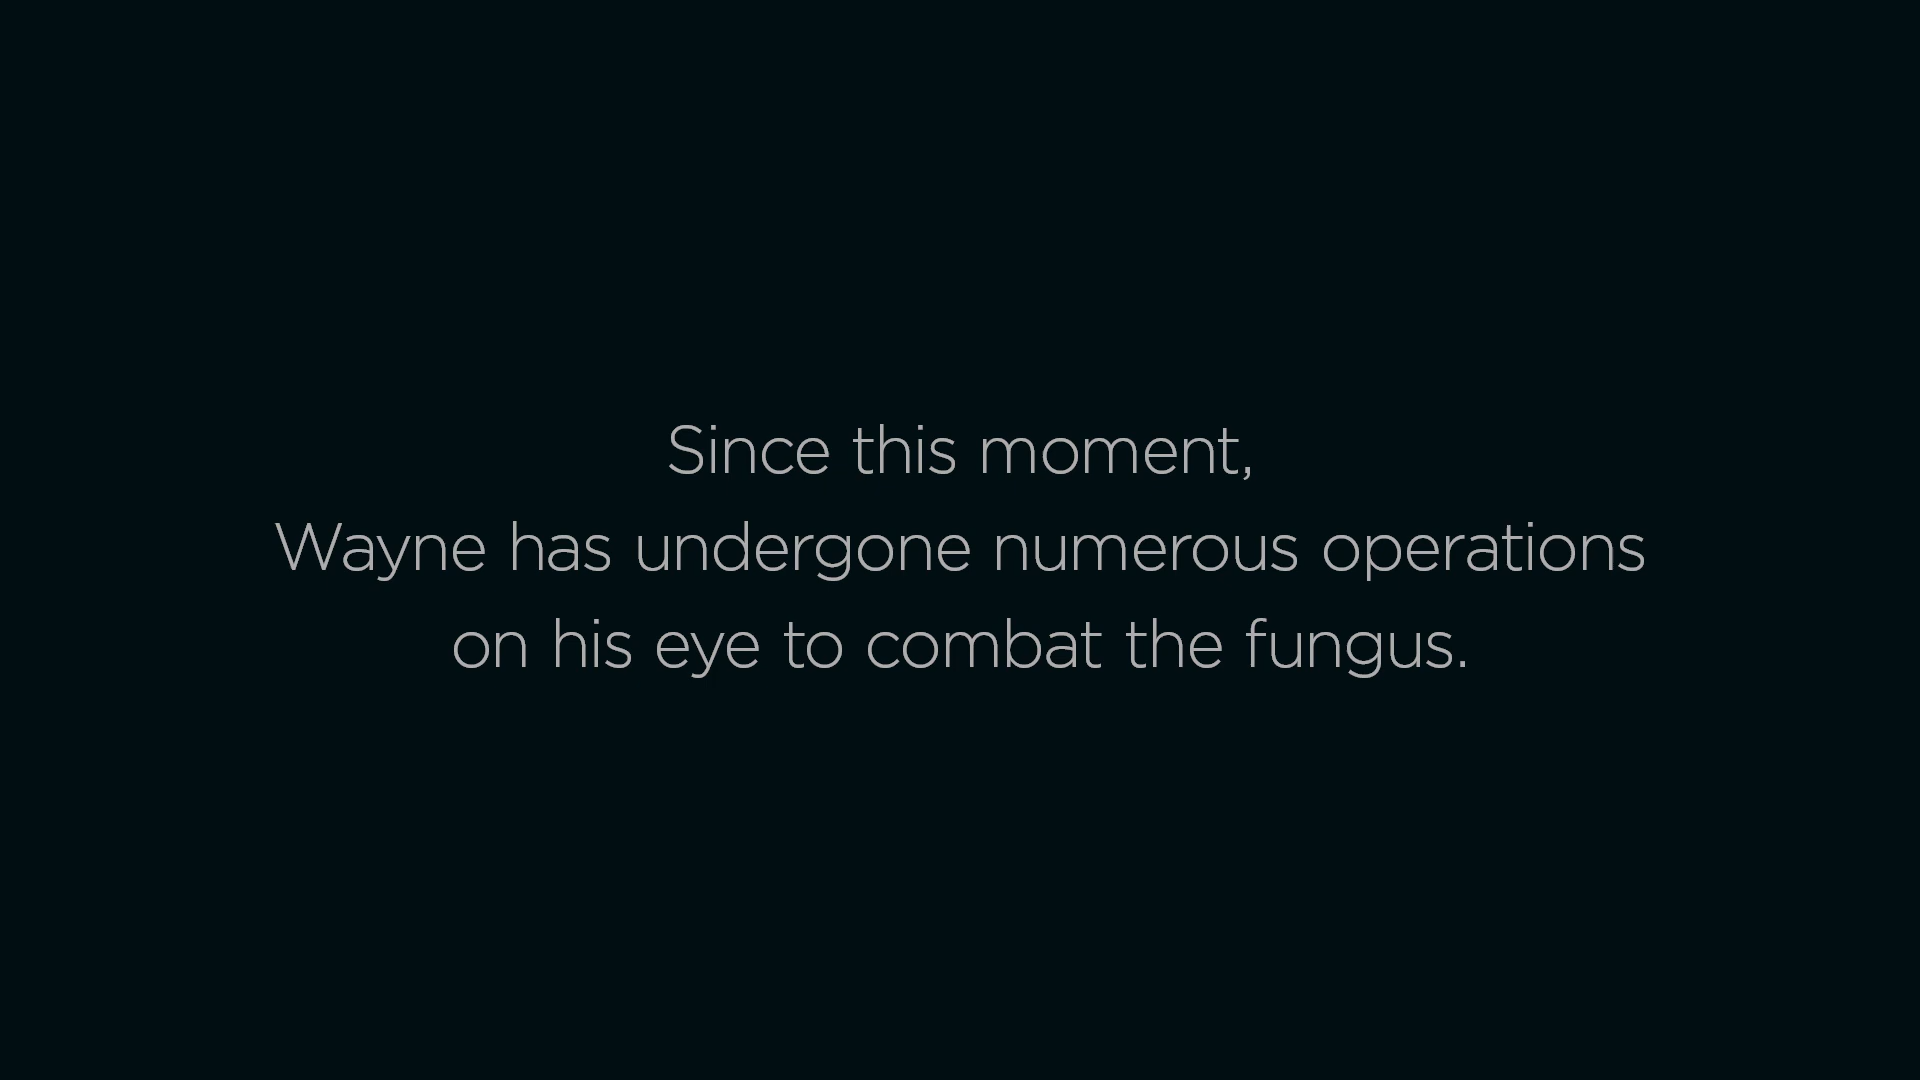 Since this moment,
Wayne has undergone numerous operations
on his eye to combat the fungus.